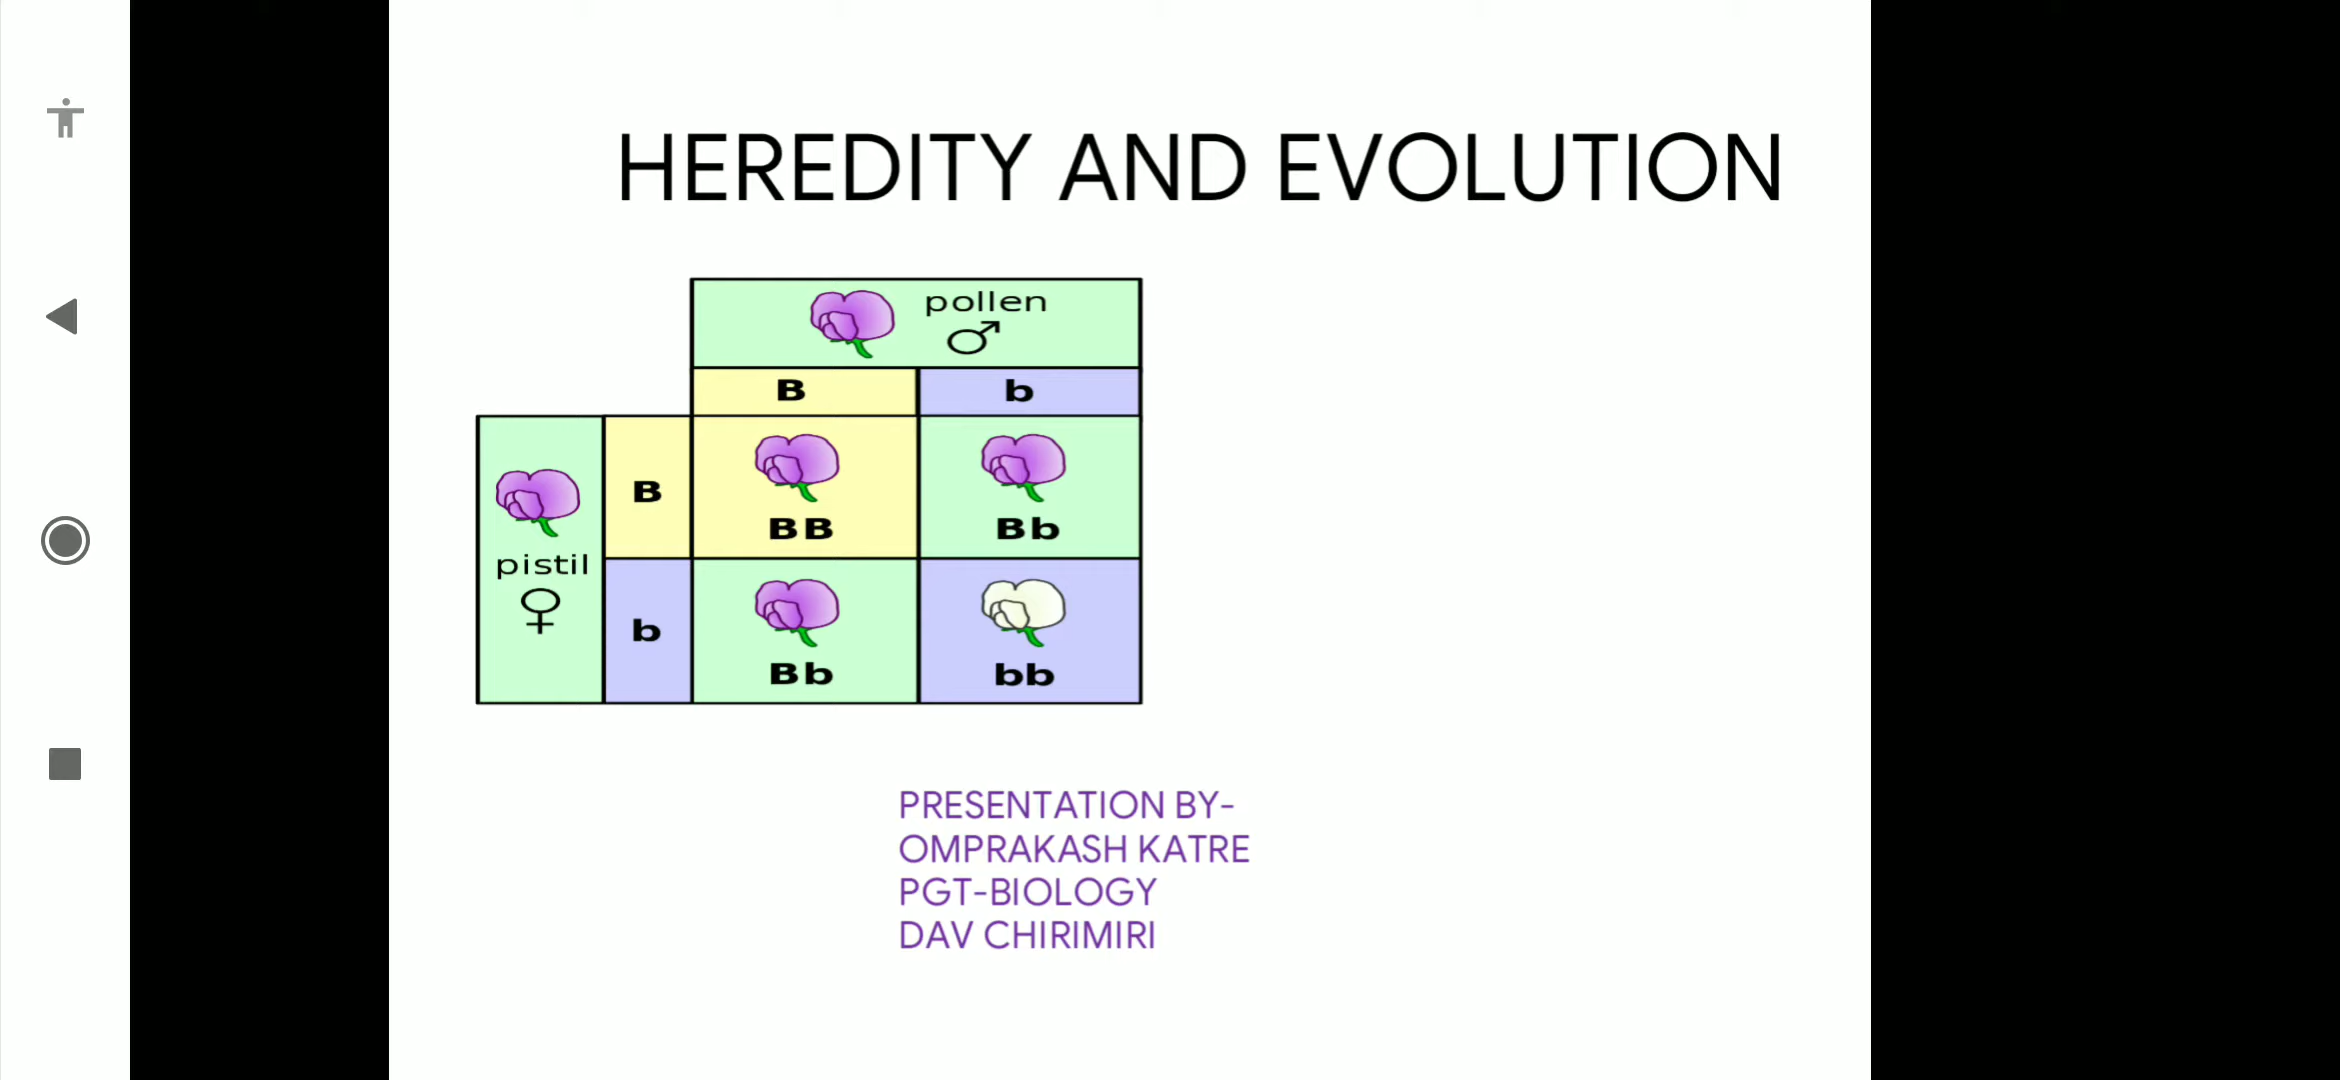 HEREDITY AND EVOLUTION
pollen
♂
B b
B
BB Bb
pistil
♀
b
Bb bb
PRESENTATION BY-
OMPRAKASH KATRE
PGT-BIOLOGY
DAV CHIRIMIRI